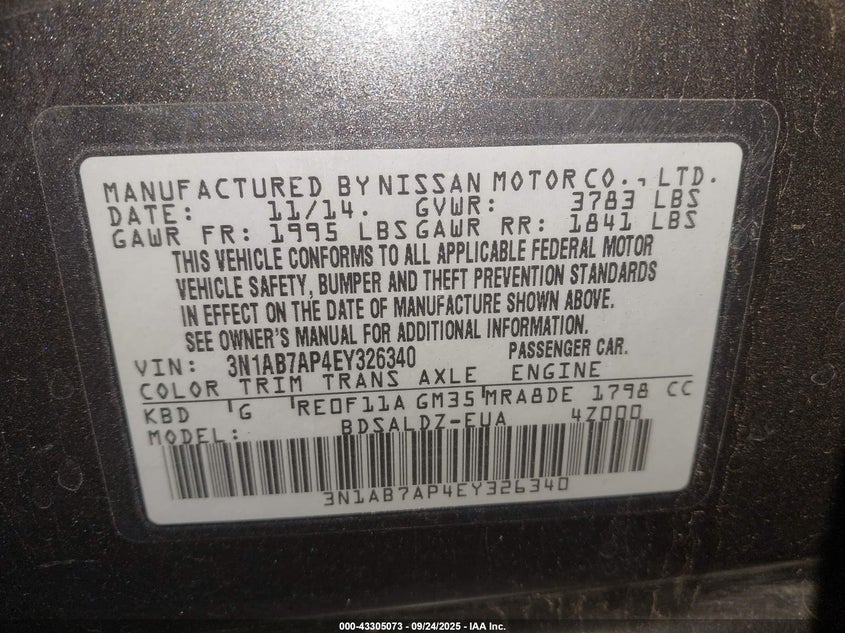 MANUFACTURED BY NISSAN MOTOR CO., LTD.
DATE: 11/14. GVWR: 3783 LBS
GAWR FR: 1995 LBS GAWR RR: 1841 LBS
THIS VEHICLE CONFORMS TO ALL APPLICABLE FEDERAL MOTOR
VEHICLE SAFETY, BUMPER AND THEFT PREVENTION STANDARDS
IN EFFECT ON THE DATE OF MANUFACTURE SHOWN ABOVE.
SEE OWNER'S MANUAL FOR ADDITIONAL INFORMATION.
VIN: 3N1AB7AP4EY326340 PASSENGER CAR.
COLOR TRIM TRANS AXLE ENGINE
KBD G RE0F11A GM35 MRA8DE 1798 CC
MODEL: BDSALDZ-EUA 4Z000
3N1AB7AP4EY326340
000-43305073 - 09/24/2025 - IAA Inc.